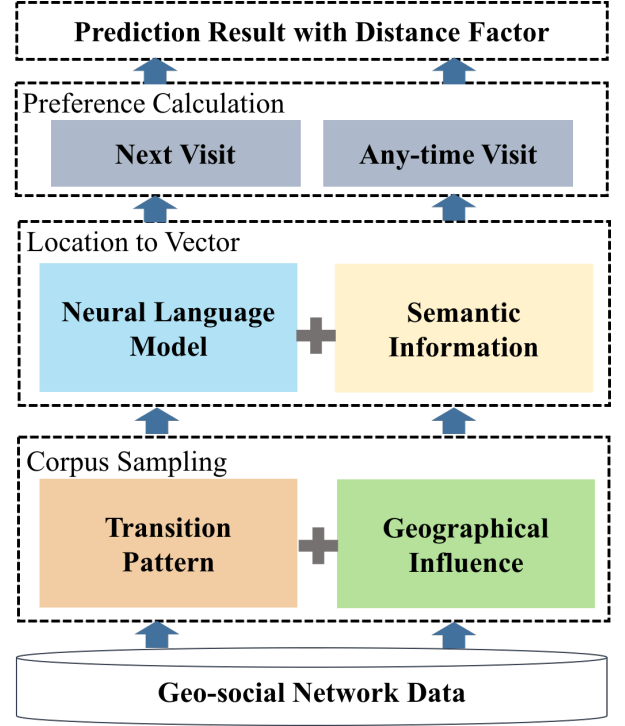 Prediction Result with Distance Factor
Preference Calculation
Next Visit
Any-time Visit
Location to Vector
Neural Language
Model
Semantic
Information
Corpus Sampling
Transition
Pattern
Geographical
Influence
Geo-social Network Data